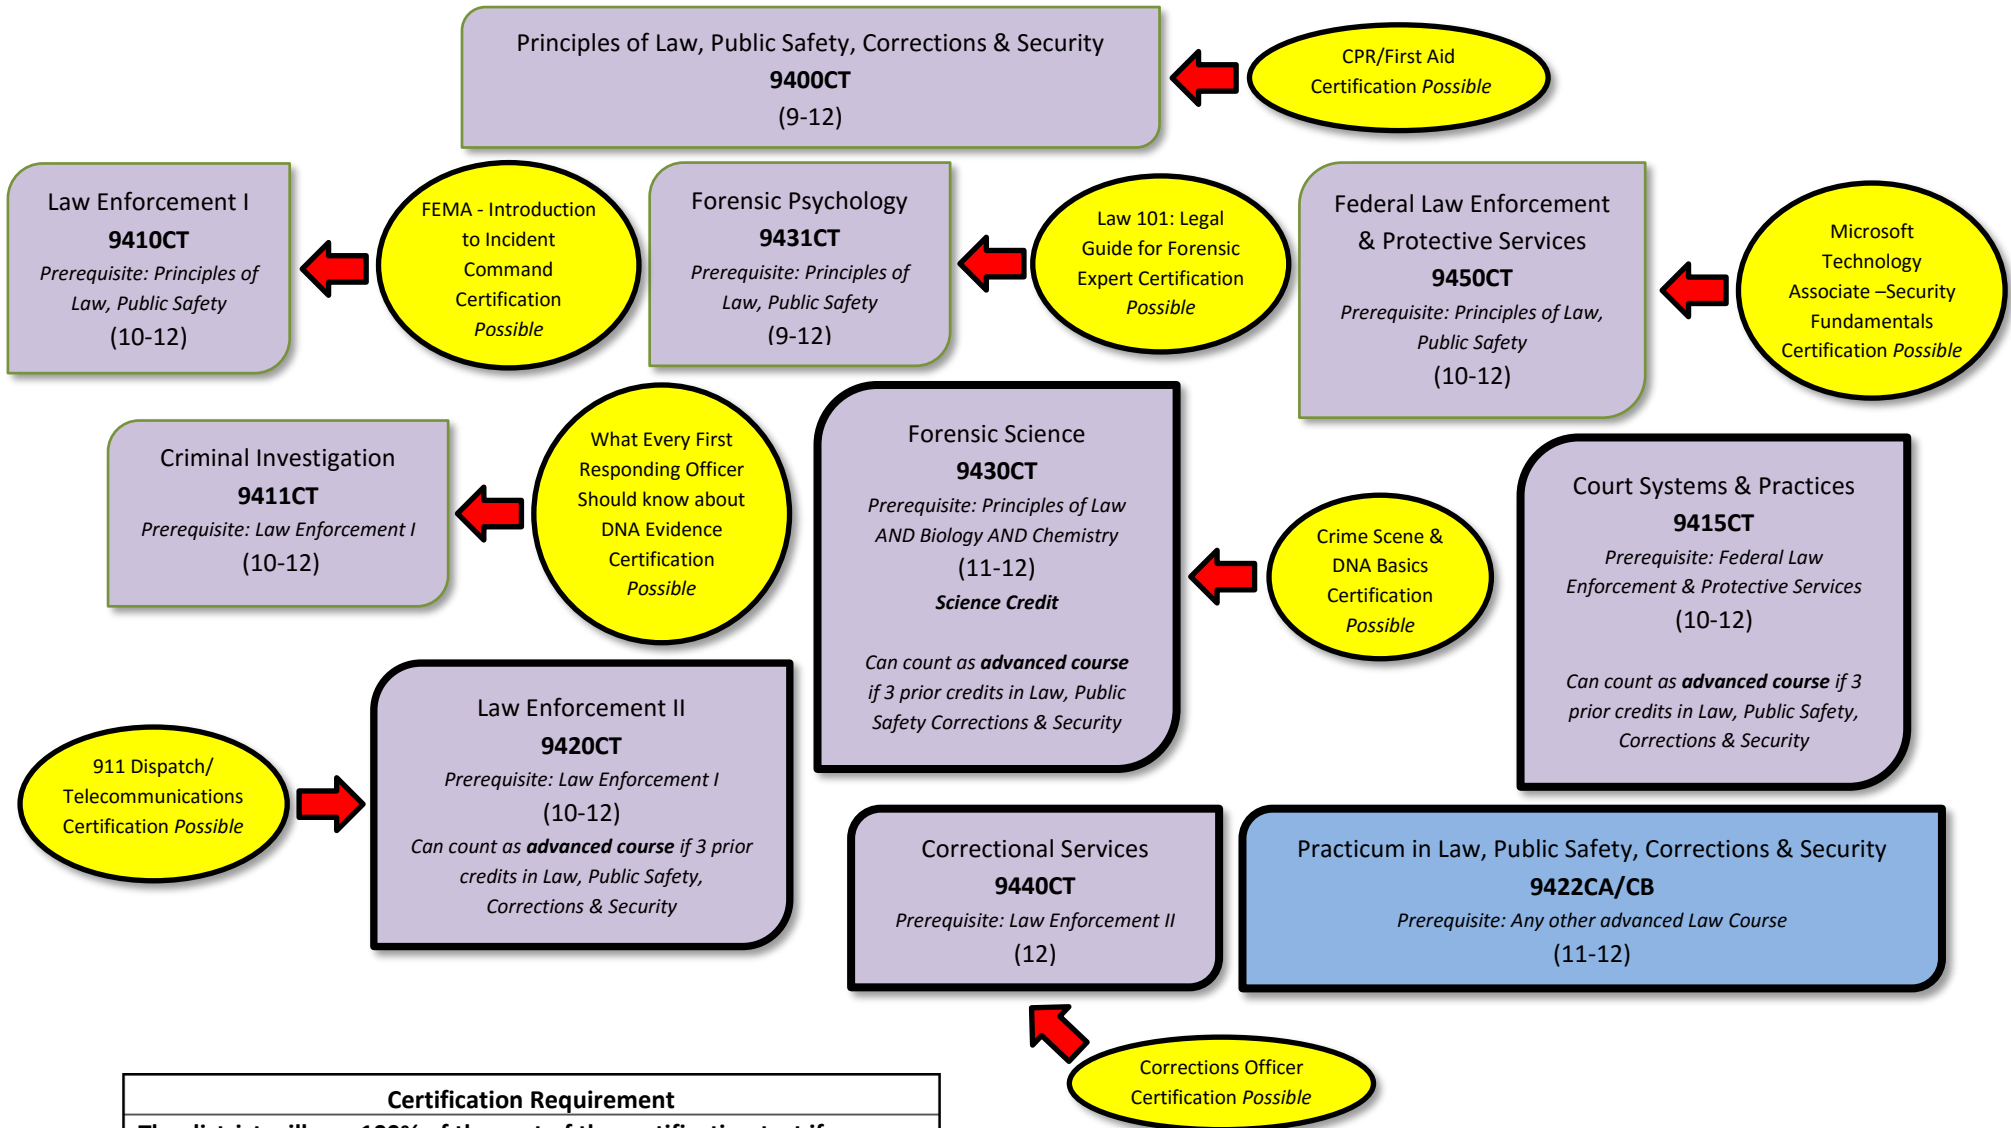 Principles of Law, Public Safety, Corrections & Security
9400CT
(9-12)
CPR/First Aid
Certification Possible
Law Enforcement I
9410CT
Prerequisite: Principles of
Law, Public Safety
(10-12)
FEMA - Introduction
to Incident
Command
Certification
Possible
Forensic Psychology
9431CT
Prerequisite: Principles of
Law, Public Safety
(9-12)
Law 101: Legal
Guide for Forensic
Expert Certification
Possible
Federal Law Enforcement
& Protective Services
9450CT
Prerequisite: Principles of Law,
Public Safety
(10-12)
Microsoft
Technology
Associate –Security
Fundamentals
Certification Possible
Criminal Investigation
9411CT
Prerequisite: Law Enforcement I
(10-12)
What Every First
Responding Officer
Should know about
DNA Evidence
Certification
Possible
Forensic Science
9430CT
Prerequisite: Principles of Law
AND Biology AND Chemistry
(11-12)
Science Credit
Can count as advanced course
if 3 prior credits in Law, Public
Safety Corrections & Security
Crime Scene &
DNA Basics
Certification
Possible
Court Systems & Practices
9415CT
Prerequisite: Federal Law
Enforcement & Protective Services
(10-12)
Can count as advanced course if 3
prior credits in Law, Public Safety,
Corrections & Security
911 Dispatch/
Telecommunications
Certification Possible
Law Enforcement II
9420CT
Prerequisite: Law Enforcement I
(10-12)
Can count as advanced course if 3 prior
credits in Law, Public Safety,
Corrections & Security
Correctional Services
9440CT
Prerequisite: Law Enforcement II
(12)
Practicum in Law, Public Safety, Corrections & Security
9422CA/CB
Prerequisite: Any other advanced Law Course
(11-12)
Corrections Officer
Certification Possible
Certification Requirement